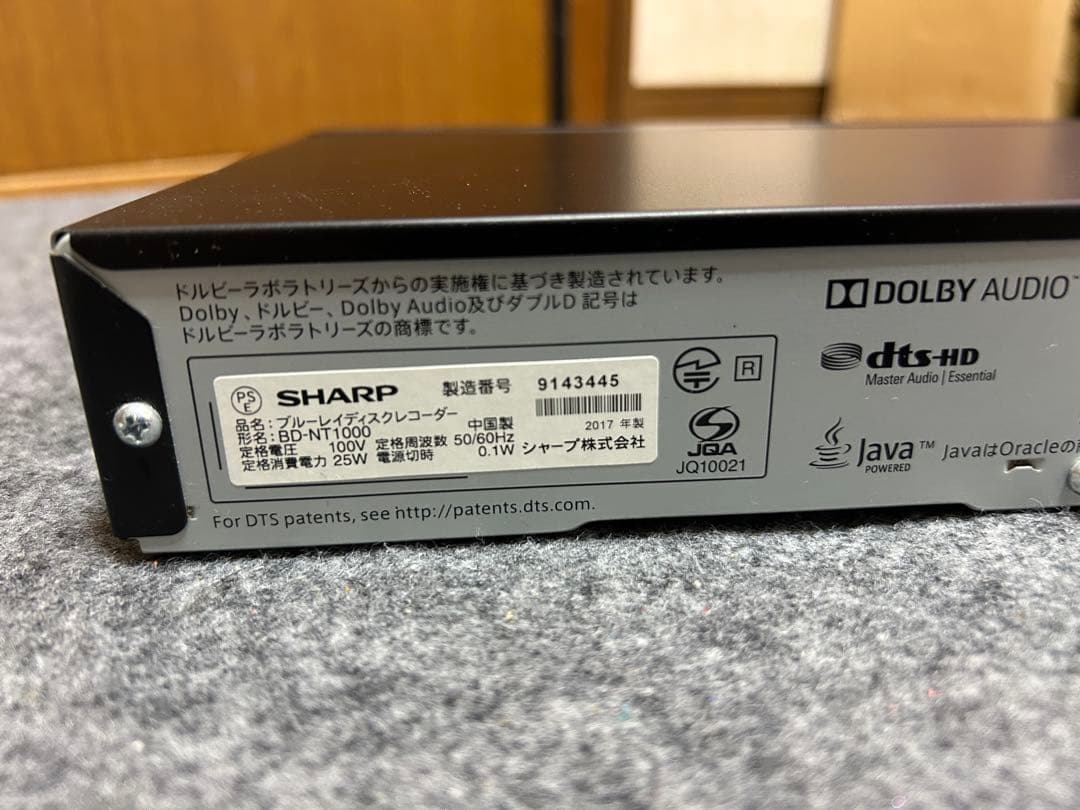 ドルビーラボラトリーズからの実施権に基づき製造されています。
Dolby、ドルビー、Dolby Audio及びダブルD 記号は
ドルビーラボラトリーズの商標です。
DOLBY AUDIO™
dts-HD
Master Audio | Essential
Java™
POWERED
JavaはOracleの
PSE
SHARP 製造番号 9143445
品名:ブルーレイディスクレコーダー
形名:BD-NT1000 中国製 2017 年製
定格電圧 100V 定格周波数 50/60Hz シャープ株式会社
定格消費電力 25W 電源切時 0.1W
R
JQA
JQ10021
For DTS patents, see http://patents.dts.com.